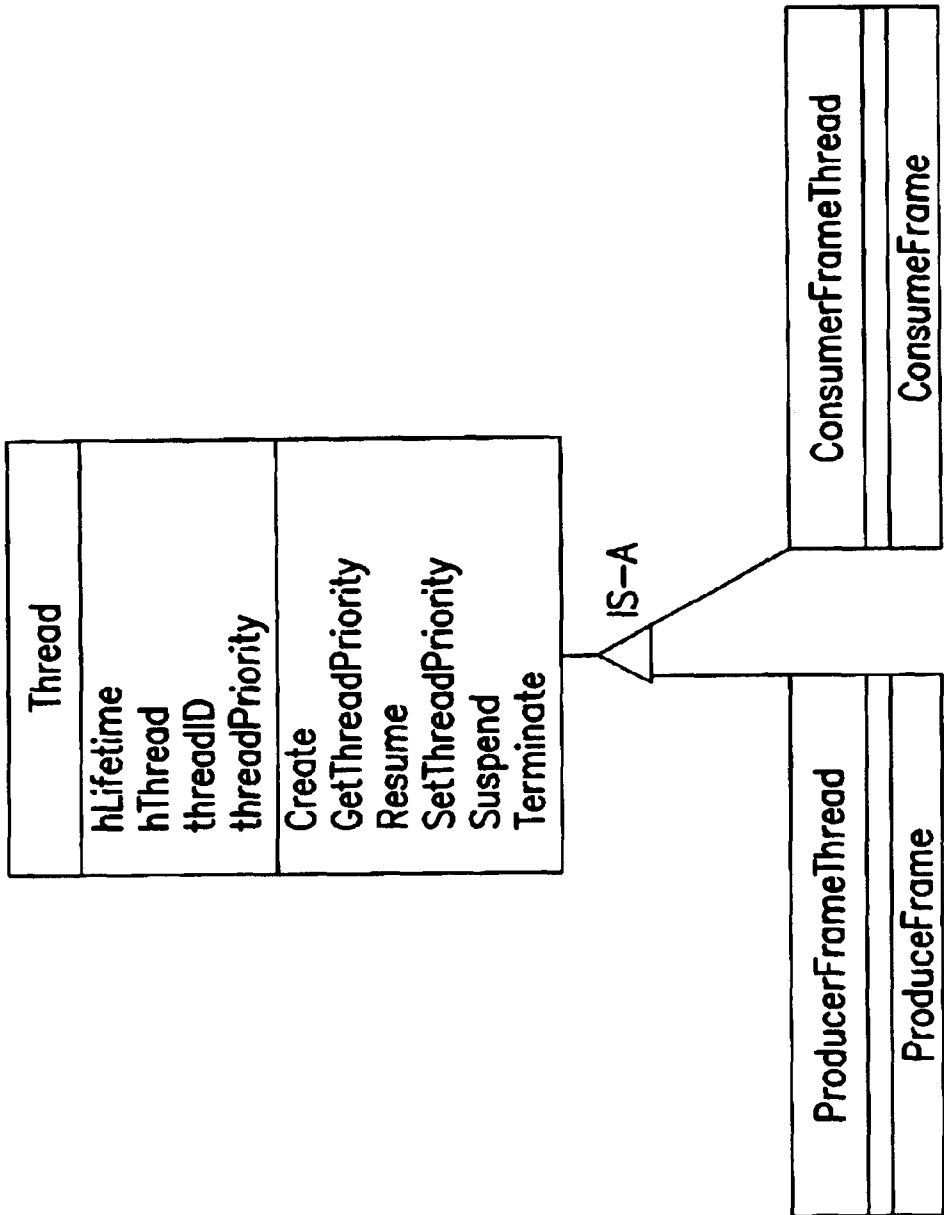 Thread
hLifetime
hThread
threadID
threadPriority
Create
GetThreadPriority
Resume
SetThreadPriority
Suspend
Terminate
IS-A
ProducerFrameThread
ProduceFrame
ConsumerFrameThread
ConsumeFrame